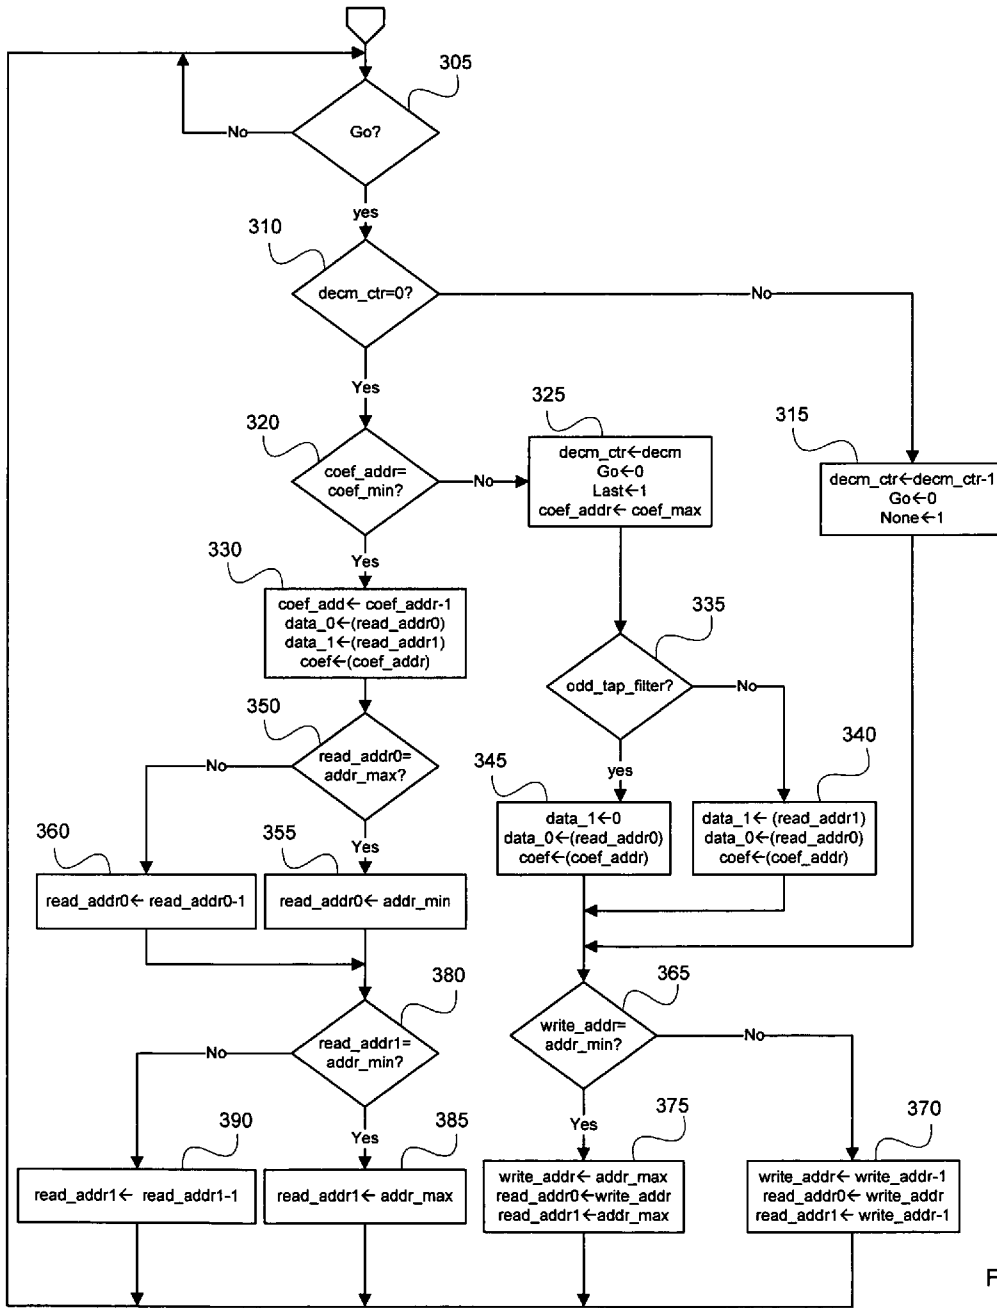 305
Go?
No
yes
310
decm_ctr=0?
No
Yes
320
coef_addr=
coef_min?
No
325
decm_ctr←decm
Go←0
Last←1
coef_addr← coef_max
315
decm_ctr←decm_ctr-1
Go←0
None←1
Yes
330
coef_add← coef_addr-1
data_0←(read_addr0)
data_1←(read_addr1)
coef←(coef_addr)
335
odd_tap_filter?
No
yes
350
read_addr0=
addr_max?
No
Yes
345
data_1←0
data_0←(read_addr0)
coef←(coef_addr)
340
data_1← (read_addr1)
data_0←(read_addr0)
coef←(coef_addr)
360
read_addr0← read_addr0-1
355
read_addr0← addr_min
380
read_addr1=
addr_min?
No
Yes
365
write_addr=
addr_min?
No
Yes
390
read_addr1← read_addr1-1
385
read_addr1← addr_max
375
write_addr← addr_max
read_addr0←write_addr
read_addr1←addr_max
370
write_addr← write_addr-1
read_addr0← write_addr
read_addr1← write_addr-1
F